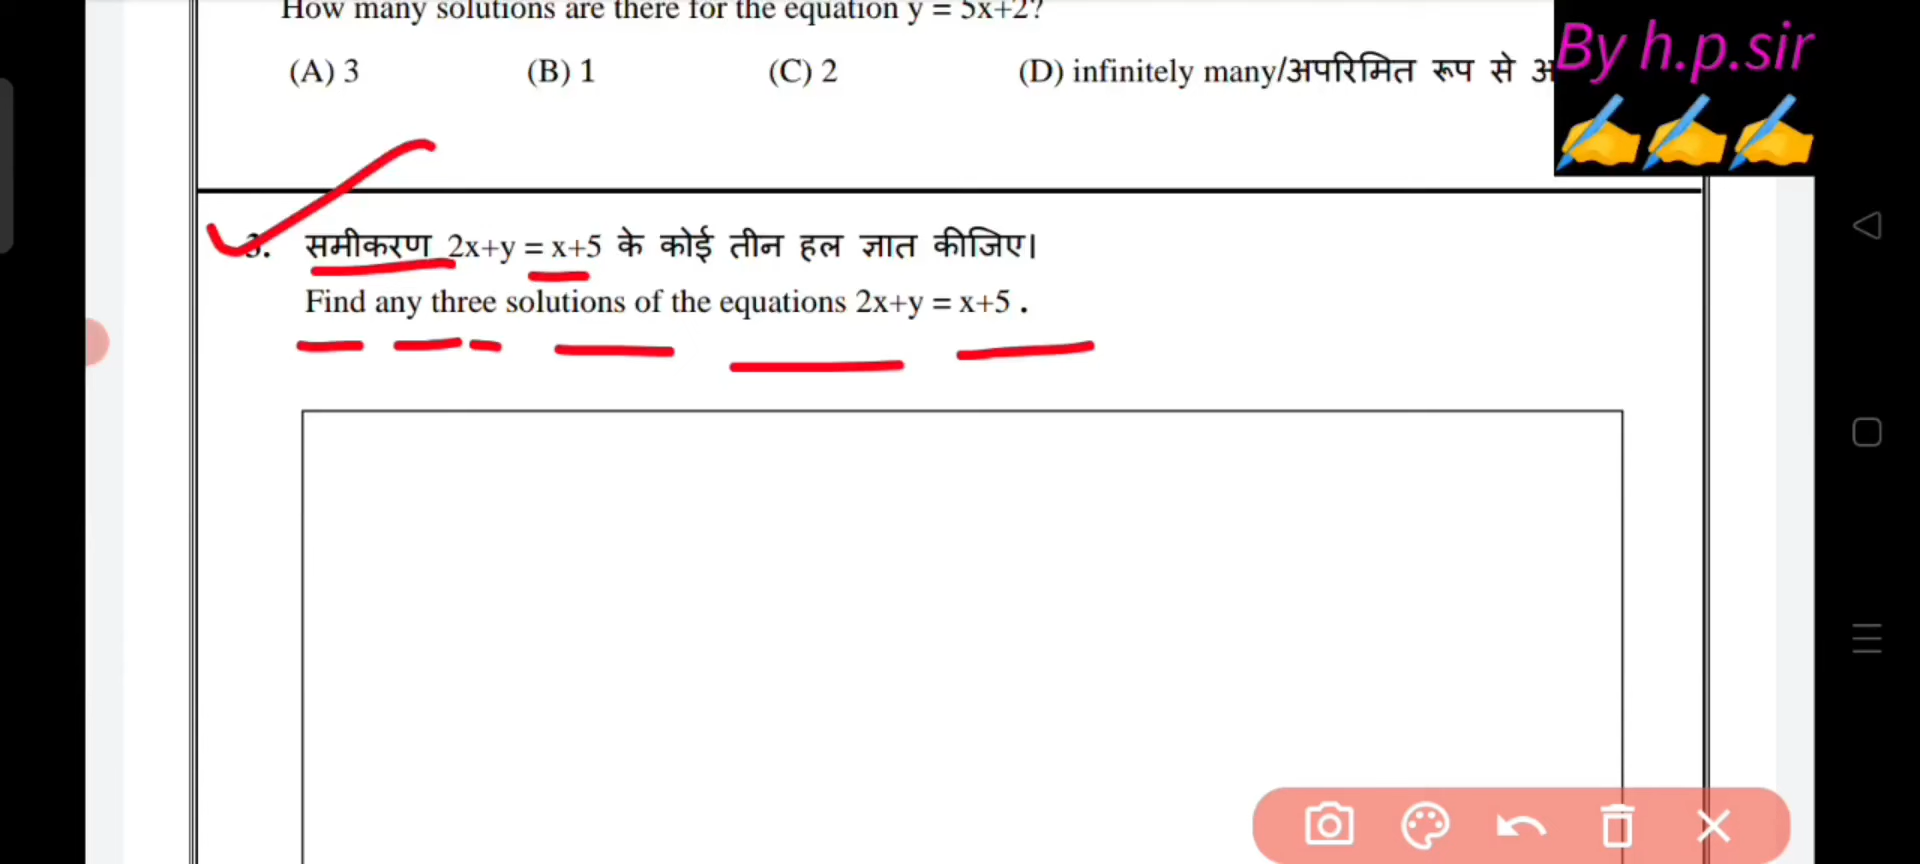 How many solutions are there for the equation y = 5x+2?
(A) 3 (B) 1 (C) 2 (D) infinitely many/अपरिमित रूप से
By h.p.sir
3. समीकरण 2x+y = x+5 के कोई तीन हल ज्ञात कीजिए।
Find any three solutions of the equations 2x+y = x+5 .